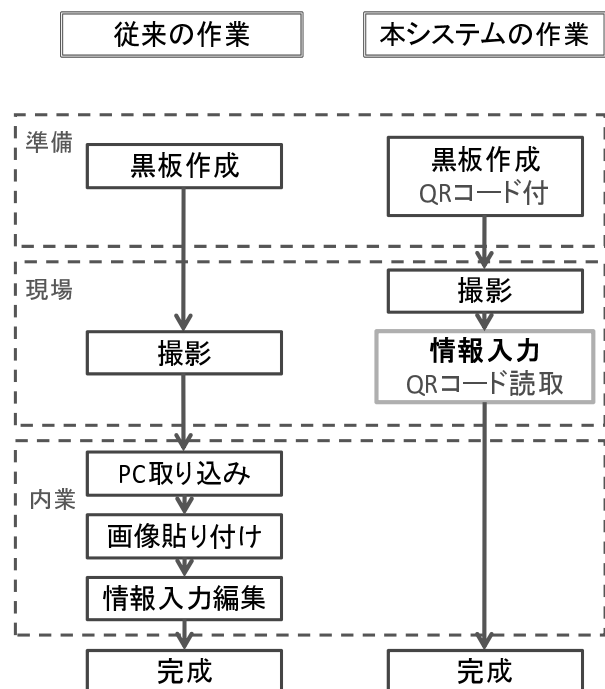 従来の作業
本システムの作業
準備
黒板作成
黒板作成
QRコード付
現場
撮影
撮影
情報入力
QRコード読取
内業
PC取り込み
画像貼り付け
情報入力編集
完成
完成